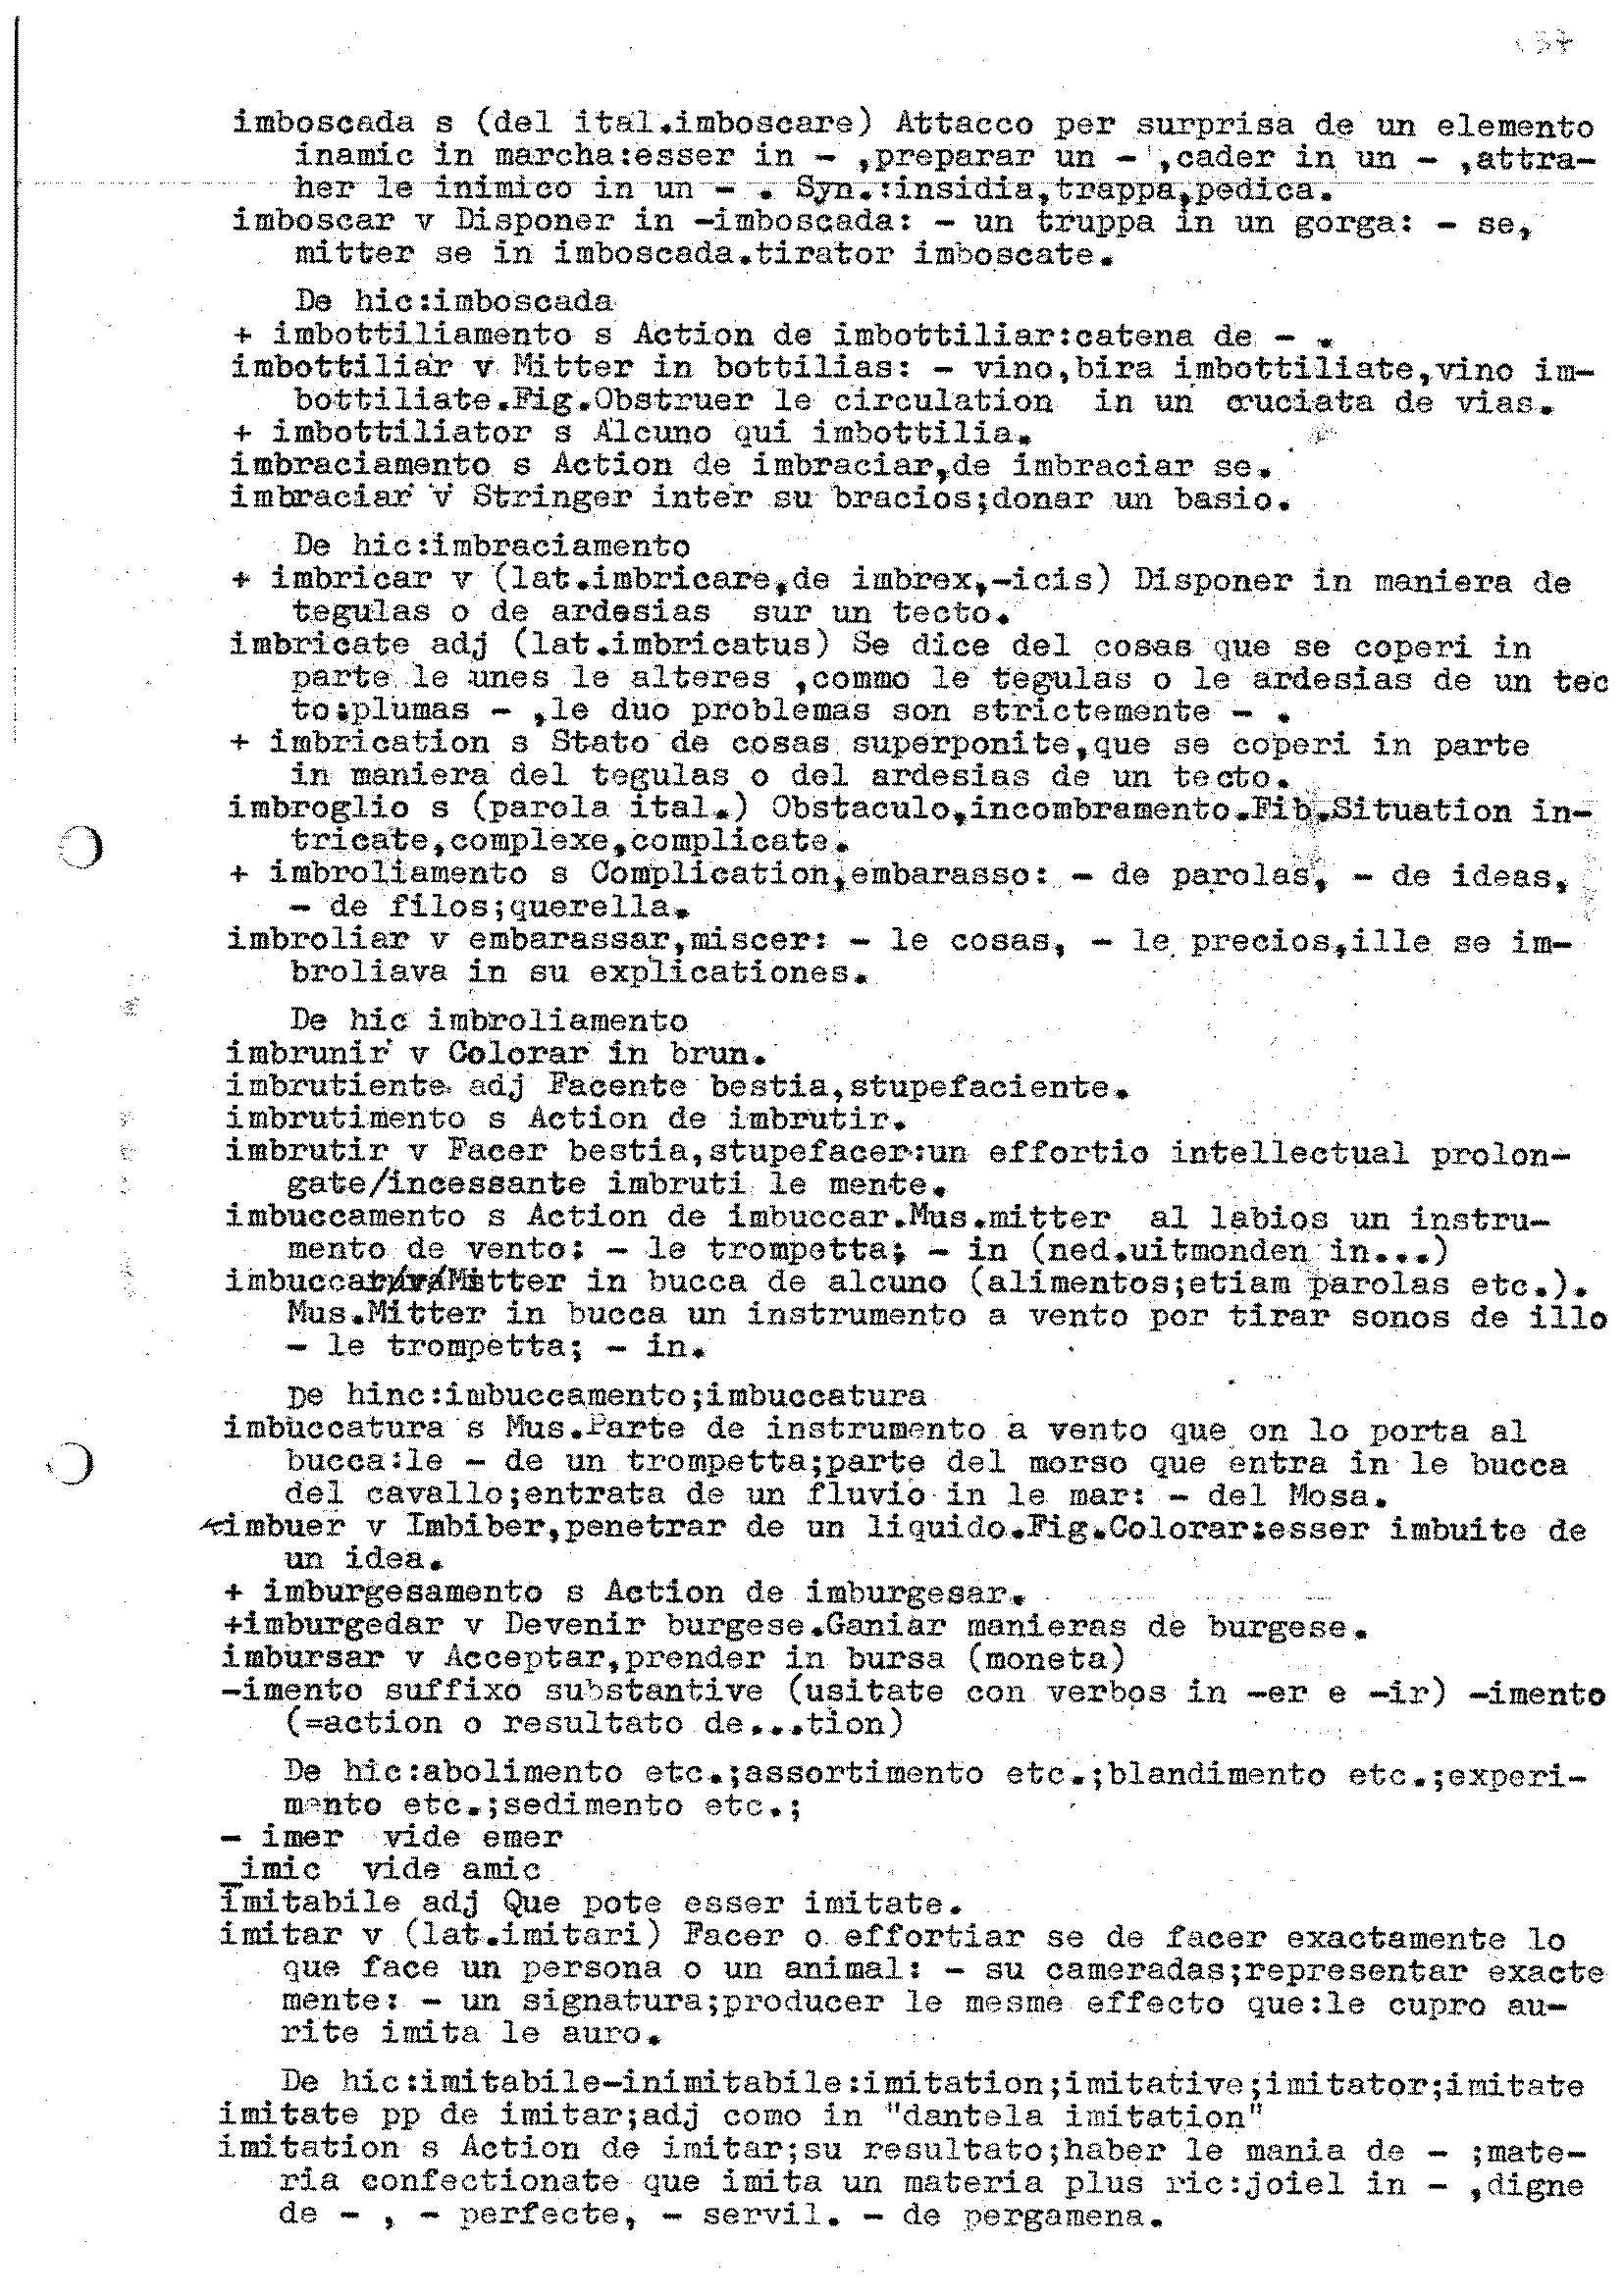 imboscada s (del ital.imboscare) Attacco per surprisa de un elemento
inamic in marcha:esser in - ,preparar un - ,cader in un - ,attra-
her le inimico in un - . Syn.:insidia,trappa,pedica.
imboscar v Disponer in -imboscada: - un truppa in un gorga: - se,
mitter se in imboscada.tirator imboscate.
De hic:imboscada
+ imbottiliamento s Action de imbottiliar:catena de - .
imbottiliar v Mitter in bottilias: - vino,bira imbottiliate,vino im-
bottiliate.Fig.Obstruer le circulation in un cruciata de vias.
+ imbottiliator s Alcuno qui imbottilia.
imbraciamento s Action de imbraciar,de imbraciar se.
imbraciar v Stringer inter su bracios;donar un basio.
De hic:imbraciamento
+ imbricar v (lat.imbricare,de imbrex,-icis) Disponer in maniera de
tegulas o de ardesias sur un tecto.
imbricate adj (lat.imbricatus) Se dice del cosas que se coperi in
parte le unes le alteres ,commo le tegulas o le ardesias de un tec
to:plumas - ,le duo problemas son strictemente - .
+ imbrication s Stato de cosas superponite,que se coperi in parte
in maniera del tegulas o del ardesias de un tecto.
imbroglio s (parola ital.) Obstaculo,incombramento.Fib.Situation in-
tricate,complexe,complicate.
+ imbroliamento s Complication,embarasso: - de parolas, - de ideas,
- de filos;querella.
imbroliar v embarassar,miscer: - le cosas, - le precios,ille se im-
broliava in su explicationes.
De hic imbroliamento
imbrunir v Colorar in brun.
imbrutiente adj Facente bestia,stupefaciente.
imbrutimento s Action de imbrutir.
imbrutir v Facer bestia,stupefacer:un effortio intellectual prolon-
gate/incessante imbruti le mente.
imbuccamento s Action de imbuccar.Mus.mitter al labios un instru-
mento de vento: - le trompetta; - in (ned.uitmonden in...)
Mitter in bucca de alcuno (alimentos;etiam parolas etc.).
Mus.Mitter in bucca un instrumento a vento por tirar sonos de illo
- le trompetta; - in.
De hinc:imbuccamento;imbuccatura
imbuccatura s Mus.Parte de instrumento a vento que on lo porta al
bucca:le - de un trompetta;parte del morso que entra in le bucca
del cavallo;entrata de un fluvio in le mar: - del Mosa.
imbuer v Imbiber,penetrar de un liquido.Fig.Colorar:esser imbuite de
un idea.
+ imburgesamento s Action de imburgesar.
+imburgedar v Devenir burgese.Ganiar manieras de burgese.
imbursar v Acceptar,prender in bursa (moneta)
-imento suffixo substantive (usitate con verbos in -er e -ir) -imento
(=action o resultato de...tion)
De hic:abolimento etc.;assortimento etc.;blandimento etc.;experi-
mento etc.;sedimento etc.;
- imer vide emer
_imic vide amic
imitabile adj Que pote esser imitate.
imitar v (lat.imitari) Facer o effortiar se de facer exactamente lo
que face un persona o un animal: - su cameradas;representar exacte
mente: - un signatura;producer le mesme effecto que:le cupro au-
rite imita le auro.
De hic:imitabile-inimitabile:imitation;imitative;imitator;imitate
imitate pp de imitar;adj como in "dantela imitation"
imitation s Action de imitar;su resultato;haber le mania de - ;mate-
ria confectionate que imita un materia plus ric:joiel in - ,digne
de - , - perfecte, - servil. - de pergamena.